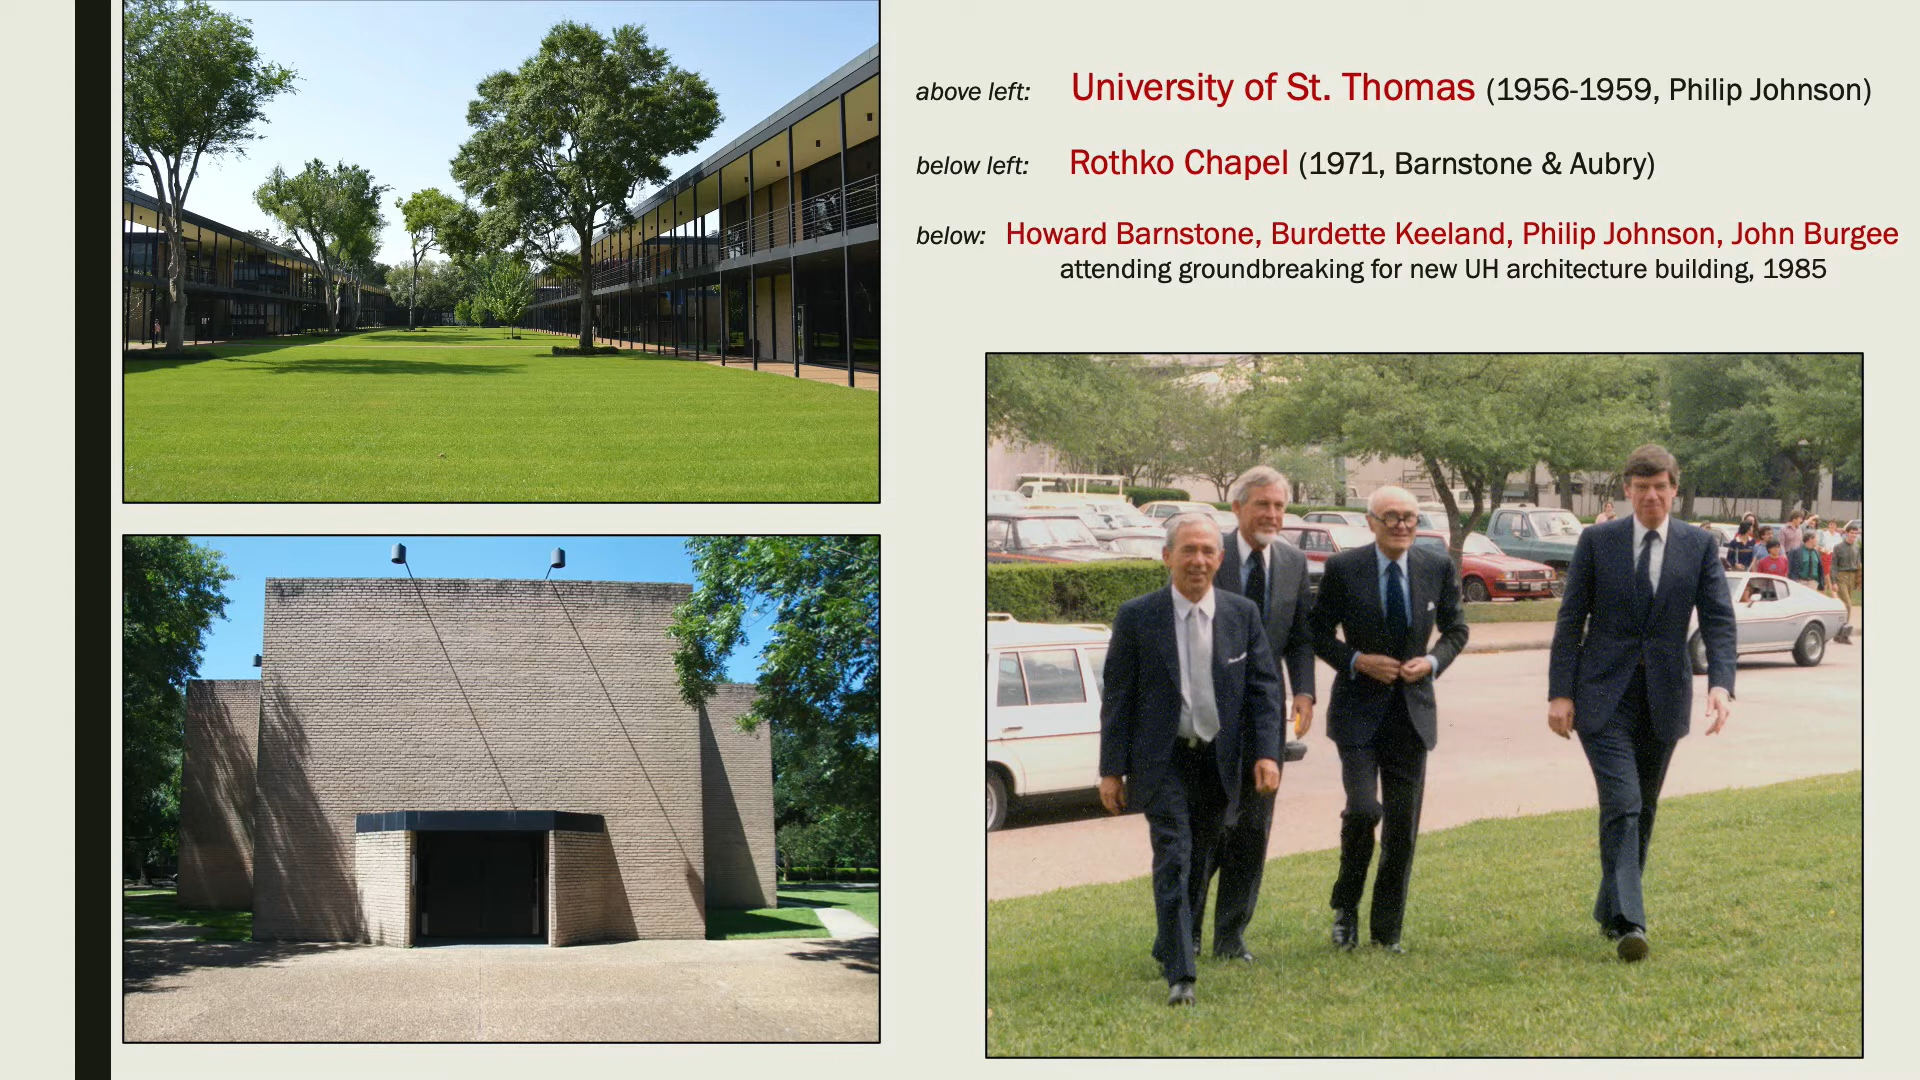 above left: University of St. Thomas (1956-1959, Philip Johnson)
below left: Rothko Chapel (1971, Barnstone & Aubry)
below: Howard Barnstone, Burdette Keeland, Philip Johnson, John Burgee
attending groundbreaking for new UH architecture building, 1985